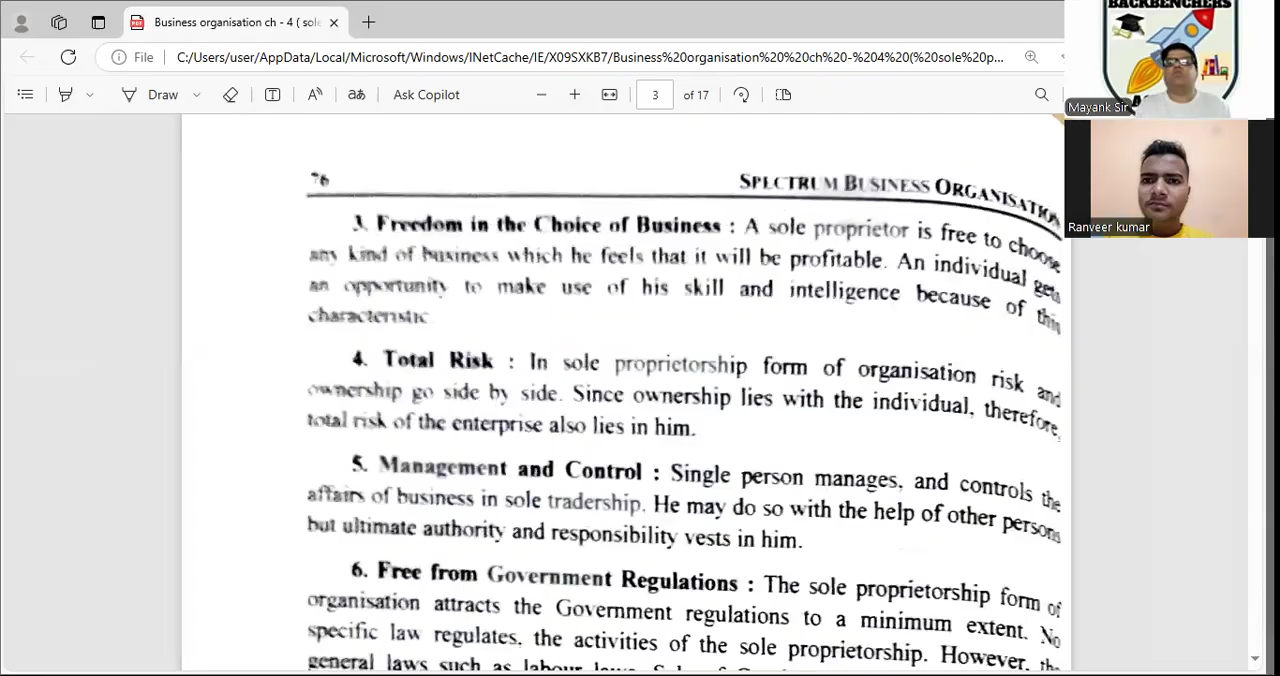 Business organisation ch - 4 ( sole
File
C:/Users/user/AppData/Local/Microsoft/Windows/INetCache/IE/X09SXKB7/Business%20organisation%20%20ch%20-%204%20(%20sole%20p...
Draw
Ask Copilot
3 of 17
BACKBENCHERS
Mayank Sir
Ranveer kumar
76
SPECTRUM BUSINESS ORGANISATION
3. Freedom in the Choice of Business : A sole proprietor is free to choose
any kind of business which he feels that it will be profitable. An individual gets
an opportunity to make use of his skill and intelligence because of this
characteristic
4. Total Risk : In sole proprietorship form of organisation risk and
ownership go side by side. Since ownership lies with the individual, therefore,
total risk of the enterprise also lies in him.
5. Management and Control : Single person manages, and controls the
affairs of business in sole tradership. He may do so with the help of other persons
but ultimate authority and responsibility vests in him.
6. Free from Government Regulations : The sole proprietorship form of
organisation attracts the Government regulations to a minimum extent. No
specific law regulates, the activities of the sole proprietorship. However, the
general laws such as labour laws,